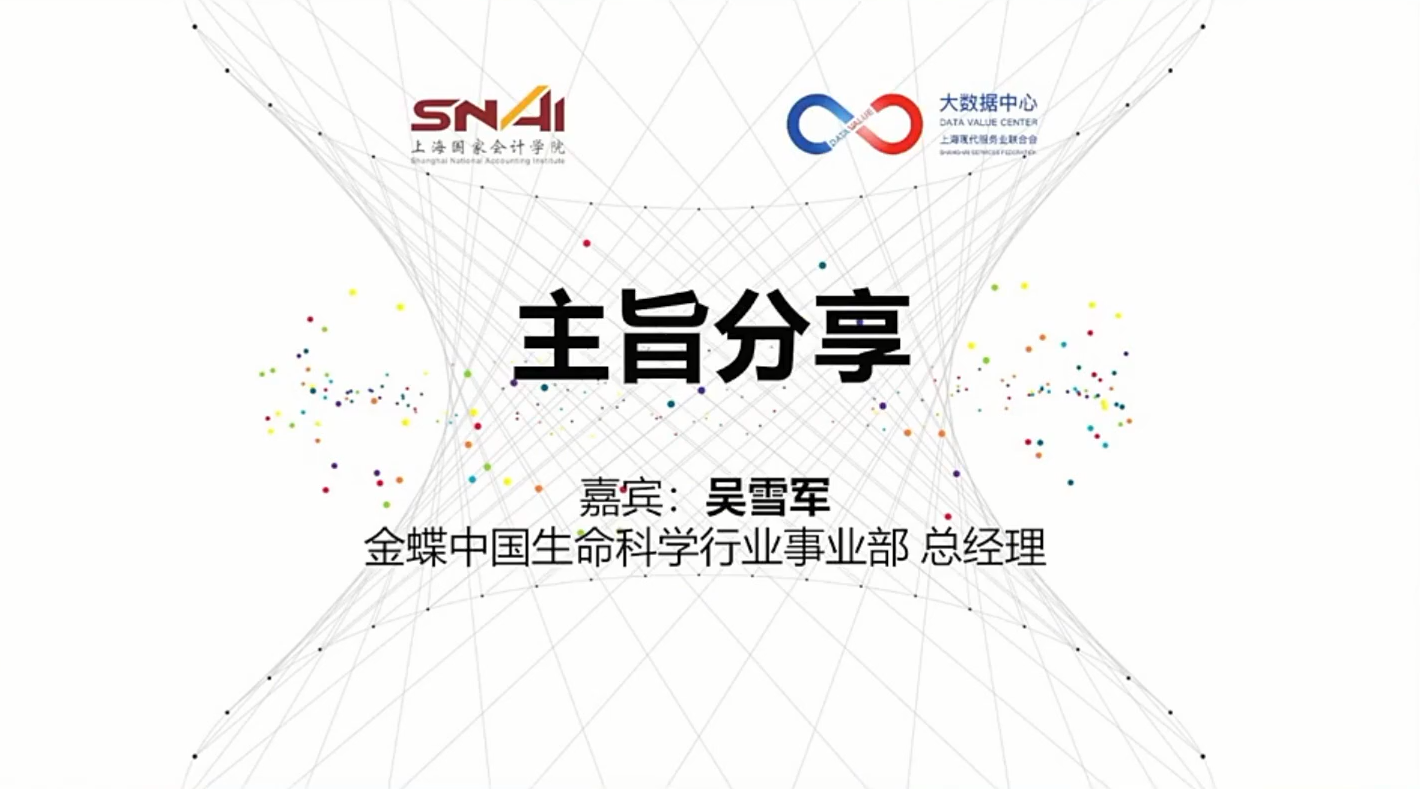 SNAI
上海国家会计学院
Shanghai National Accounting Institute
DATA VALUE
大数据中心
DATA VALUE CENTER
上海现代服务业联合会
SHANGHAI SERVICES FEDERATION
主旨分享
嘉宾：吴雪军
金蝶中国生命科学行业事业部 总经理